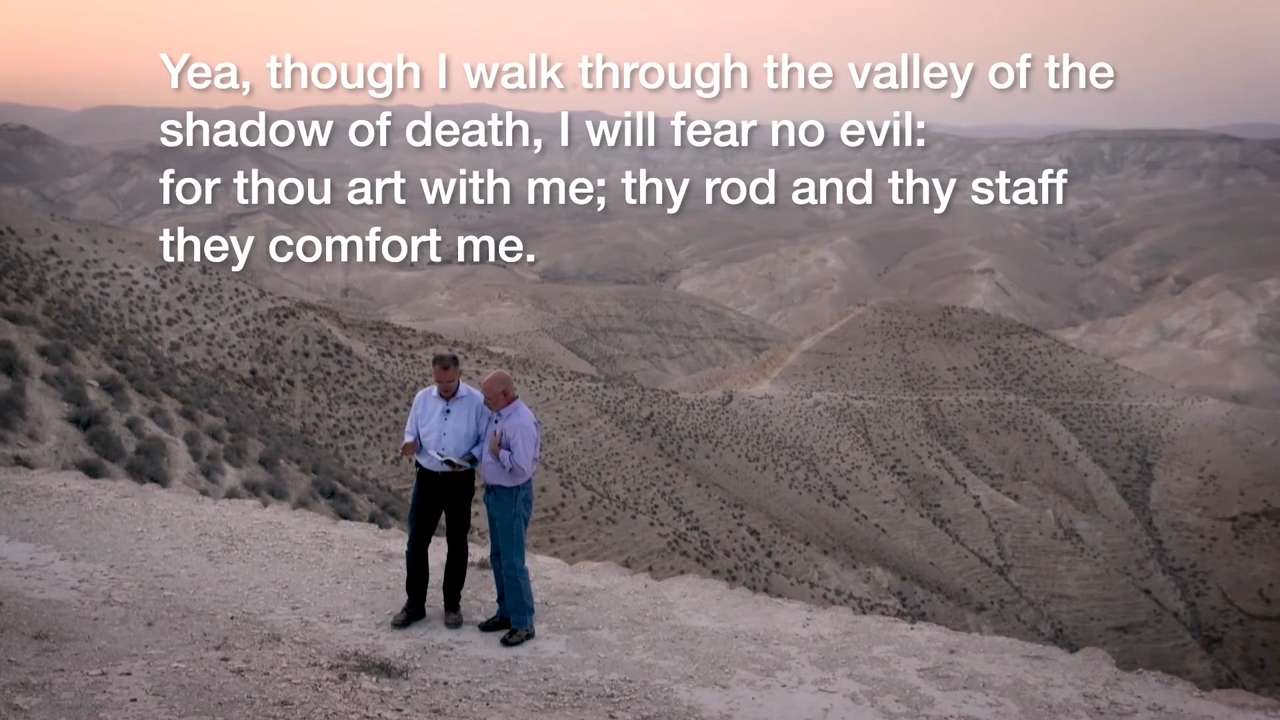 Yea, though I walk through the valley of the
shadow of death, I will fear no evil:
for thou art with me; thy rod and thy staff
they comfort me.